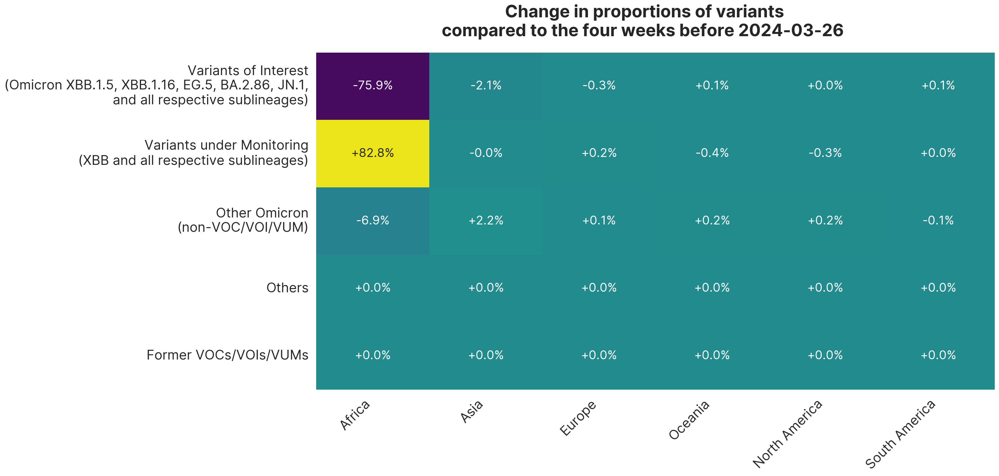 Change in proportions of variants
compared to the four weeks before 2024-03-26
Variants of Interest
(Omicron XBB.1.5, XBB.1.16, EG.5, BA.2.86, JN.1,
and all respective sublineages)
-75.9% -2.1% -0.3% +0.1% +0.0% +0.1%
Variants under Monitoring
(XBB and all respective sublineages)
+82.8% -0.0% +0.2% -0.4% -0.3% +0.0%
Other Omicron
(non-VOC/VOI/VUM)
-6.9% +2.2% +0.1% +0.2% +0.2% -0.1%
Others
+0.0% +0.0% +0.0% +0.0% +0.0% +0.0%
Former VOCs/VOIs/VUMs
+0.0% +0.0% +0.0% +0.0% +0.0% +0.0%
Africa
Asia
Europe
Oceania
North America
South America